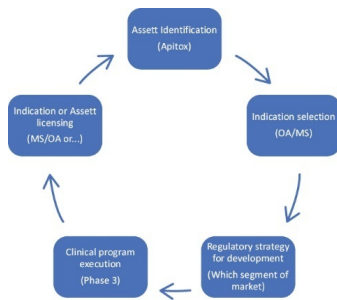 Assett Identification
(Apitox)
Indication selection
(OA/MS)
Regulatory strategy
for development
(Which segment of
market)
Clinical program
execution
(Phase 3)
Indication or Assett
licensing
(MS/OA or...)